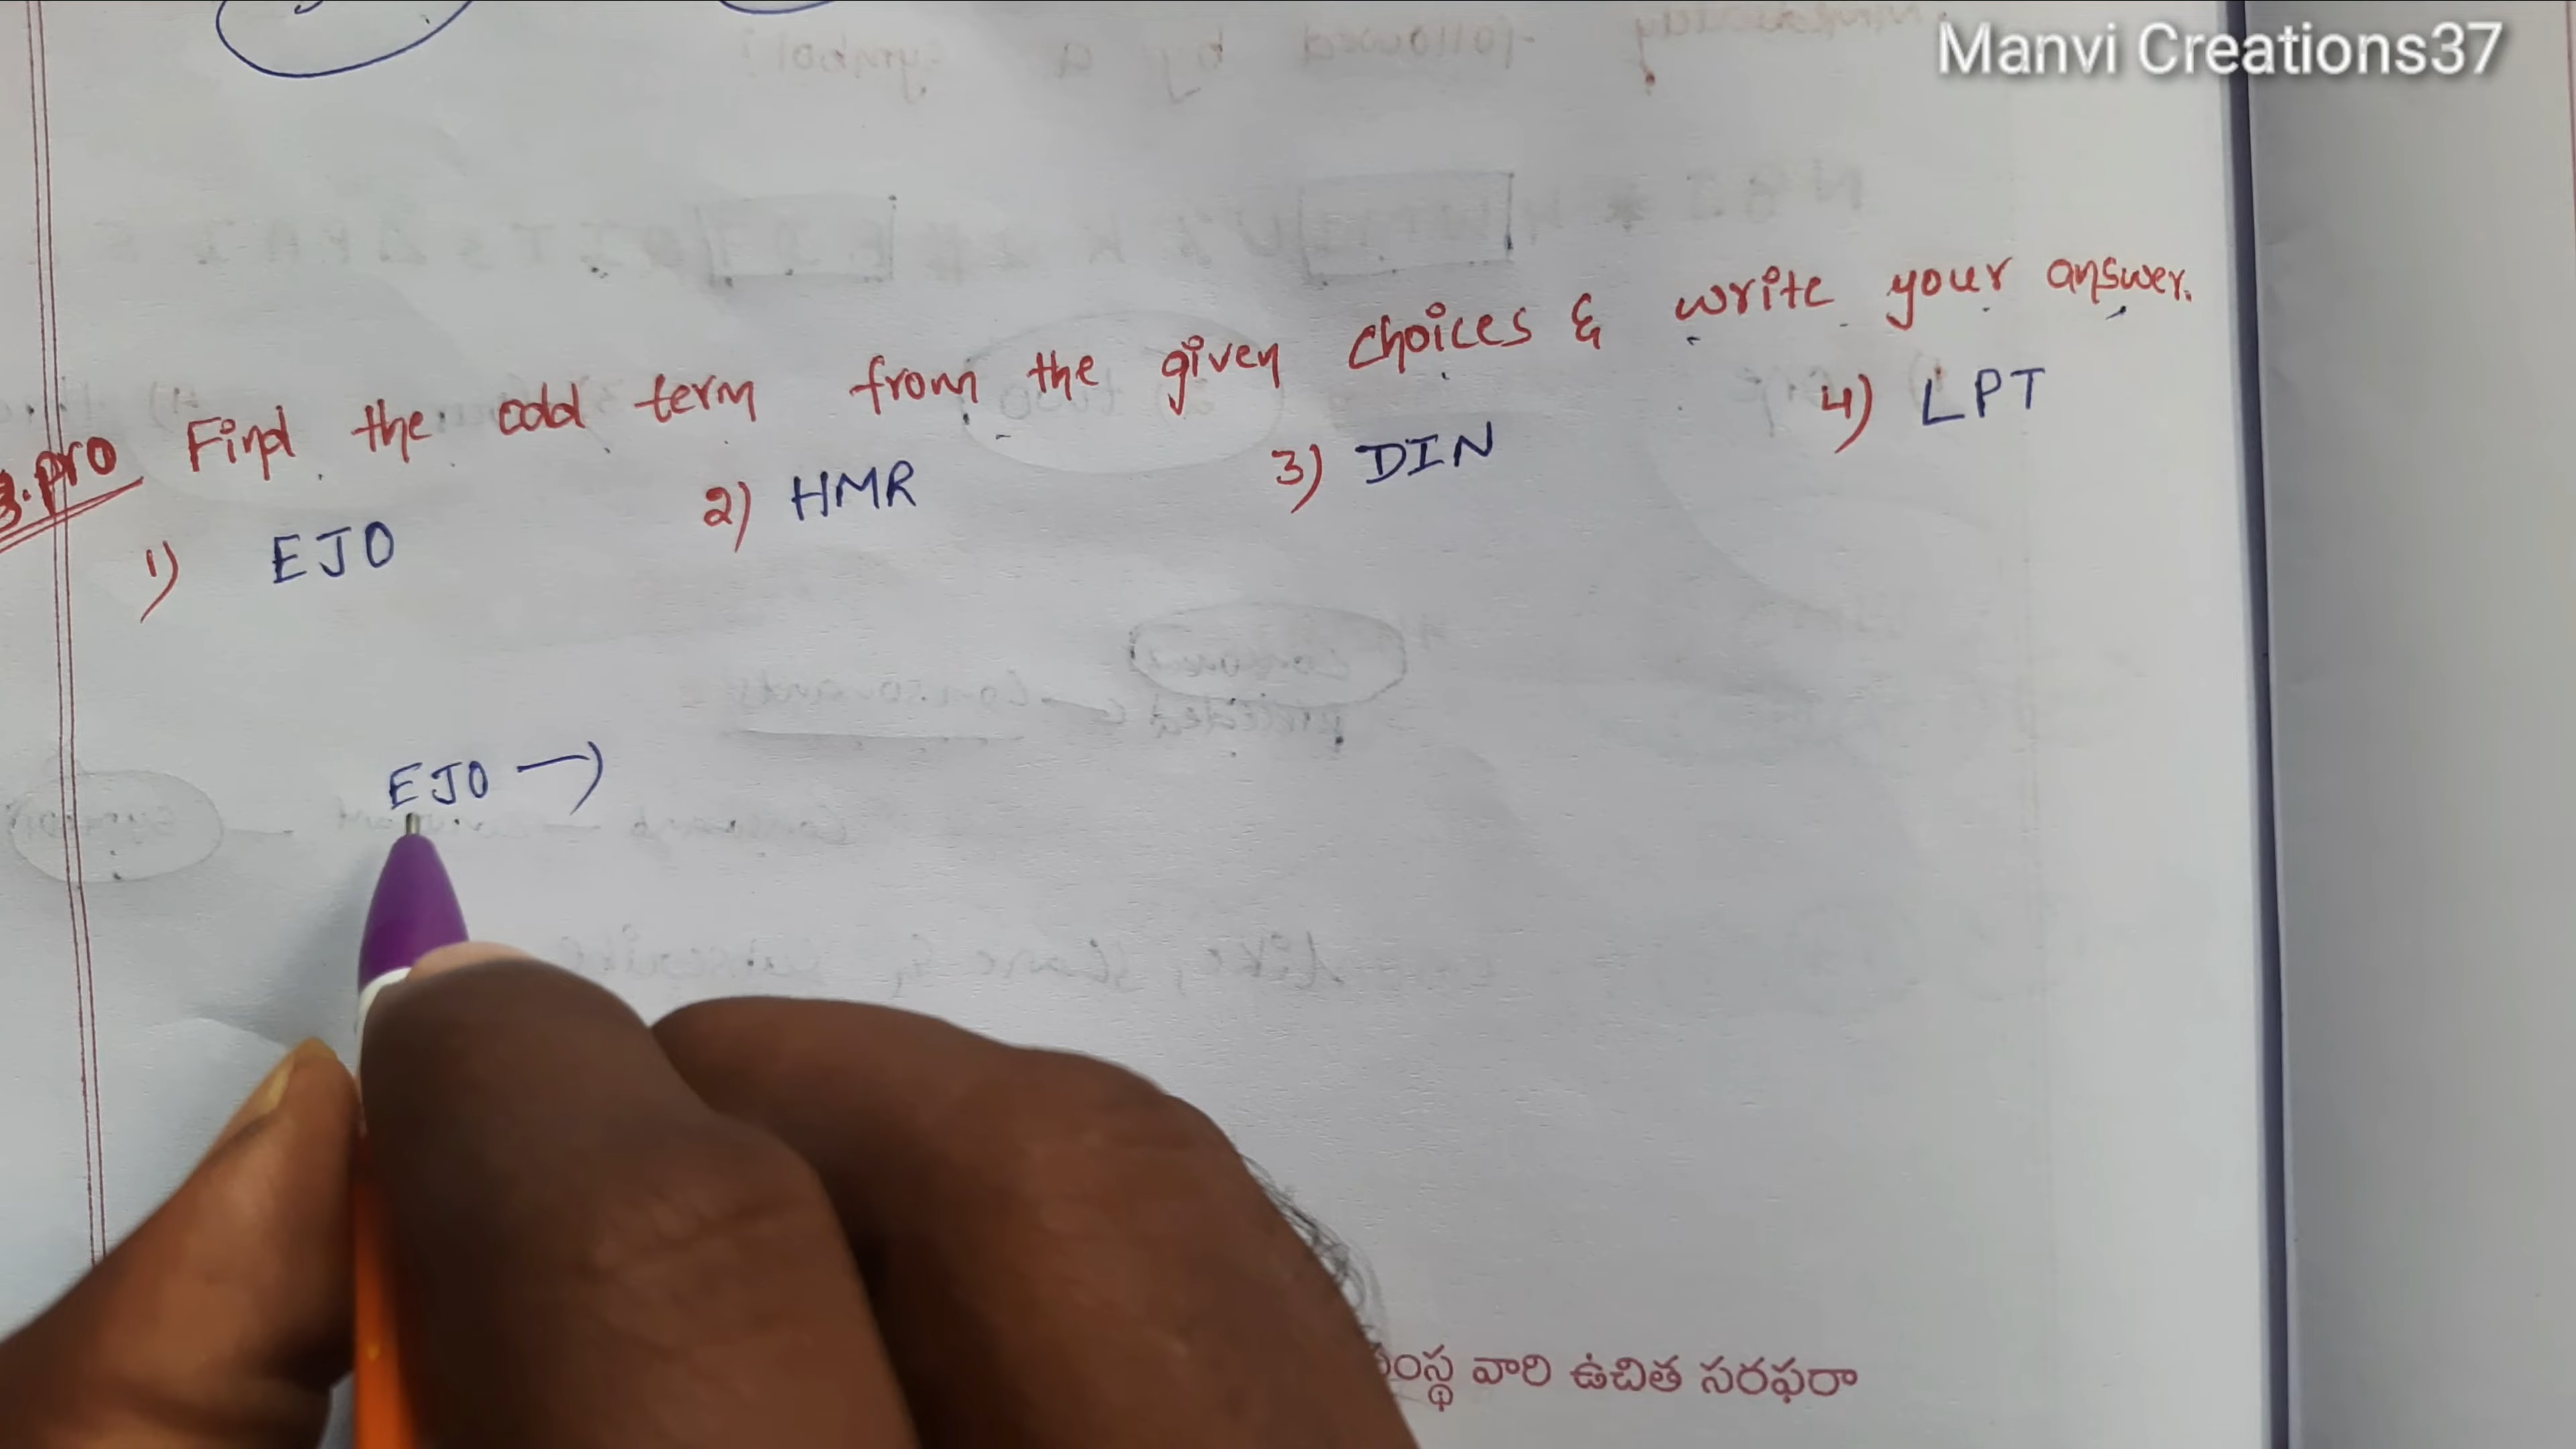 Manvi Creations37
3.pro Find the odd term from the given choices & write your answer.
1) EJO 2) HMR 3) DIN 4) LPT
EJO →
వారి ఉచిత సరఫరా